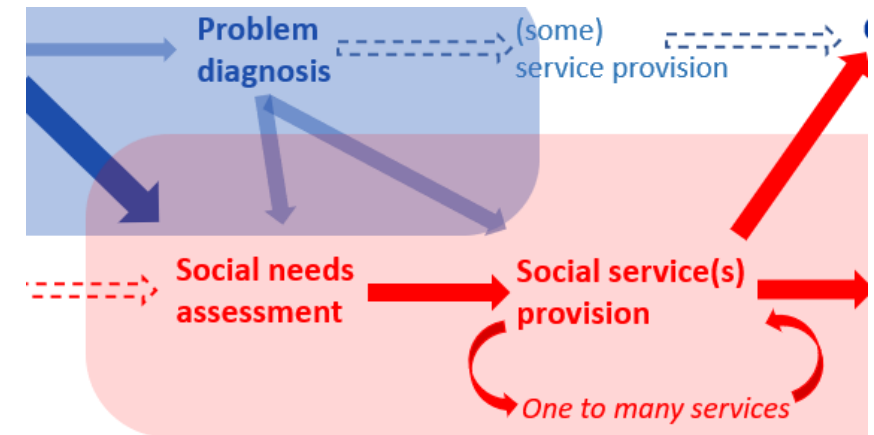 Problem
diagnosis
(some)
service provision
Social needs
assessment
Social service(s)
provision
One to many services